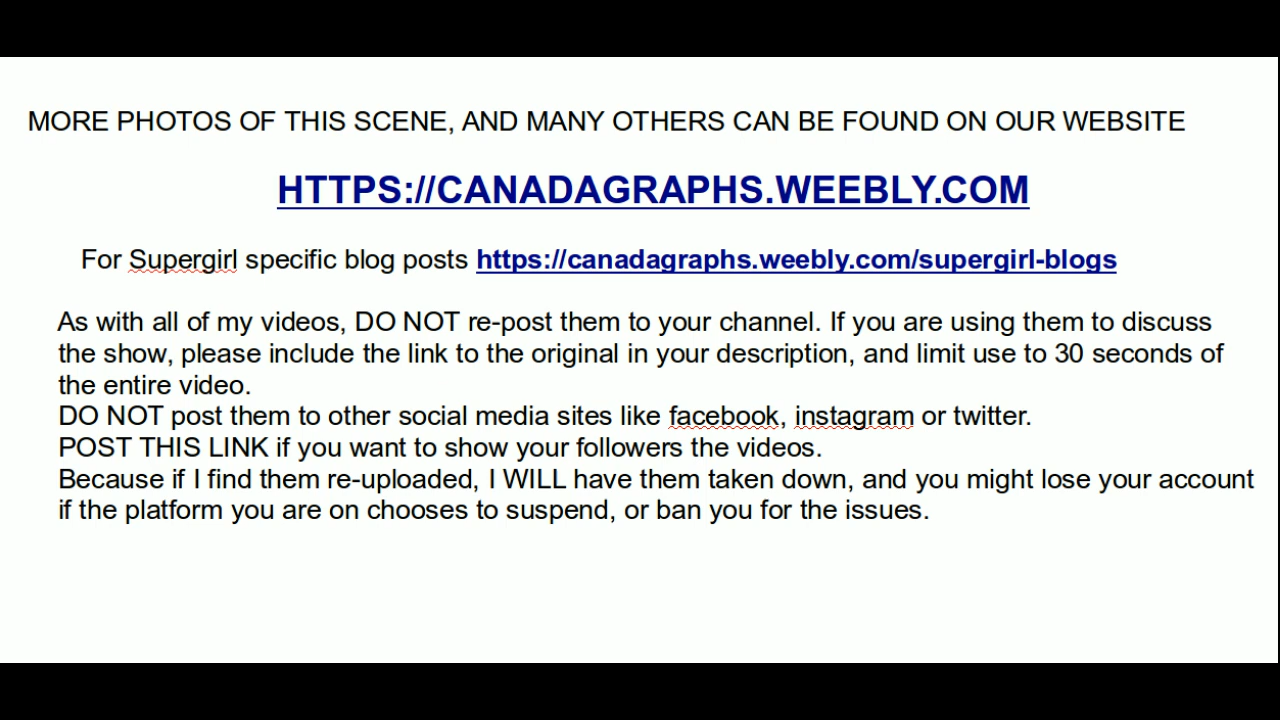 MORE PHOTOS OF THIS SCENE, AND MANY OTHERS CAN BE FOUND ON OUR WEBSITE
HTTPS://CANADAGRAPHS.WEEBLY.COM
For Supergirl specific blog posts https://canadagraphs.weebly.com/supergirl-blogs
As with all of my videos, DO NOT re-post them to your channel. If you are using them to discuss
the show, please include the link to the original in your description, and limit use to 30 seconds of
the entire video.
DO NOT post them to other social media sites like facebook, instagram or twitter.
POST THIS LINK if you want to show your followers the videos.
Because if I find them re-uploaded, I WILL have them taken down, and you might lose your account
if the platform you are on chooses to suspend, or ban you for the issues.